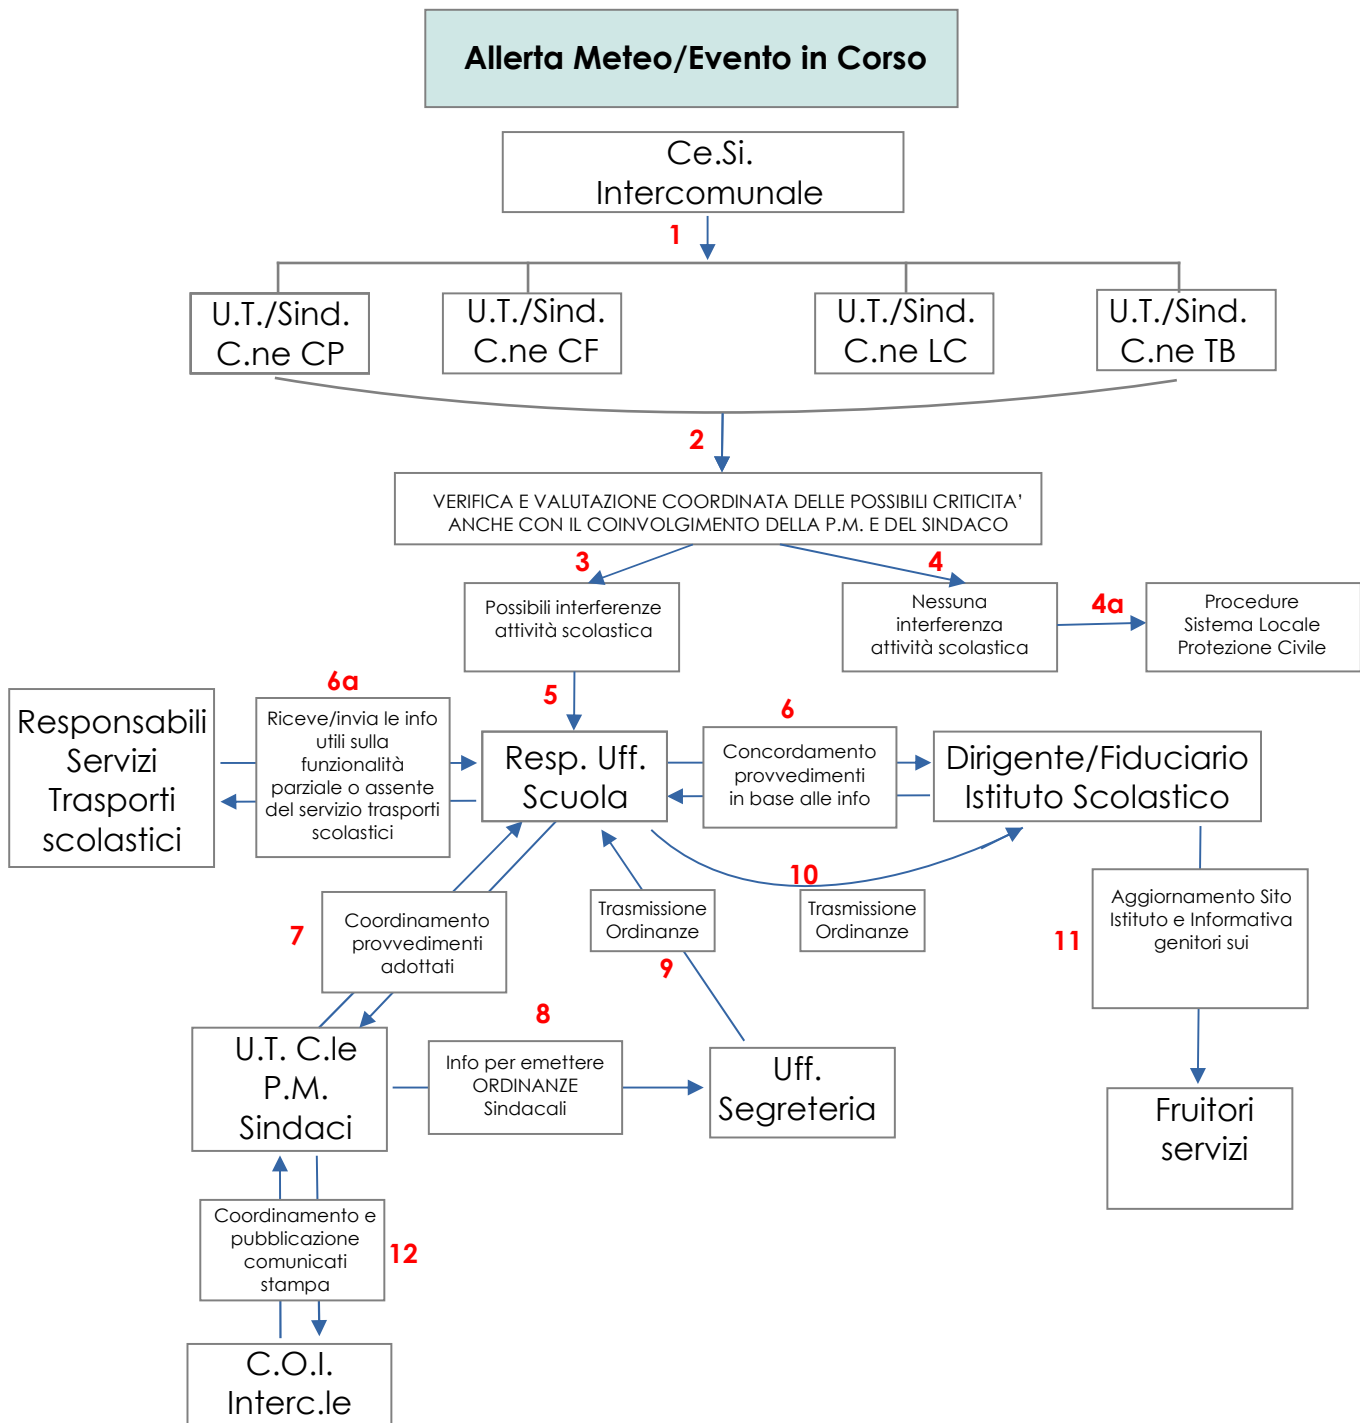 Allerta Meteo/Evento in Corso
Ce.Si.
Intercomunale
1
U.T./Sind.
C.ne CP
U.T./Sind.
C.ne CF
U.T./Sind.
C.ne LC
U.T./Sind.
C.ne TB
2
VERIFICA E VALUTAZIONE COORDINATA DELLE POSSIBILI CRITICITA'
ANCHE CON IL COINVOLGIMENTO DELLA P.M. E DEL SINDACO
3
4
Possibili interferenze
attività scolastica
Nessuna
interferenza
attività scolastica
4a
Procedure
Sistema Locale
Protezione Civile
5
6a
6
Responsabili
Servizi
Trasporti
scolastici
Riceve/invia le info
utili sulla
funzionalità
parziale o assente
del servizio trasporti
scolastici
Resp. Uff.
Scuola
Concordamento
provvedimenti
in base alle info
Dirigente/Fiduciario
Istituto Scolastico
10
7
Coordinamento
provvedimenti
adottati
Trasmissione
Ordinanze
9
Trasmissione
Ordinanze
11
Aggiornamento Sito
Istituto e Informativa
genitori sui
8
U.T. C.le
P.M.
Sindaci
Info per emettere
ORDINANZE
Sindacali
Uff.
Segreteria
Fruitori
servizi
Coordinamento e
pubblicazione
comunicati
stampa
12
C.O.I.
Interc.le